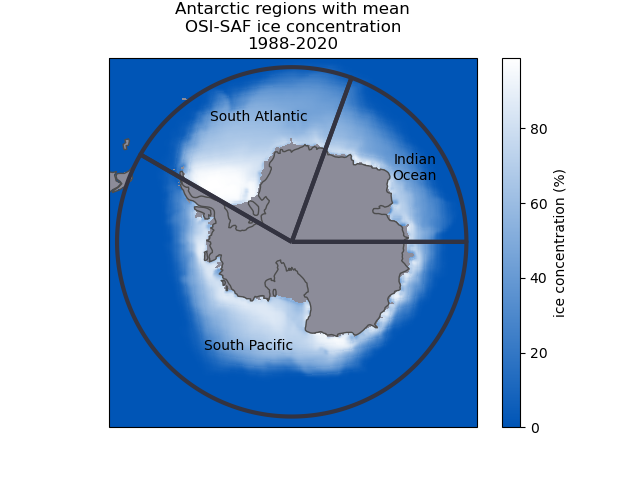 Antarctic regions with mean
OSI-SAF ice concentration
1988-2020
South Atlantic
Indian
Ocean
South Pacific
80
60
40
20
0
ice concentration (%)